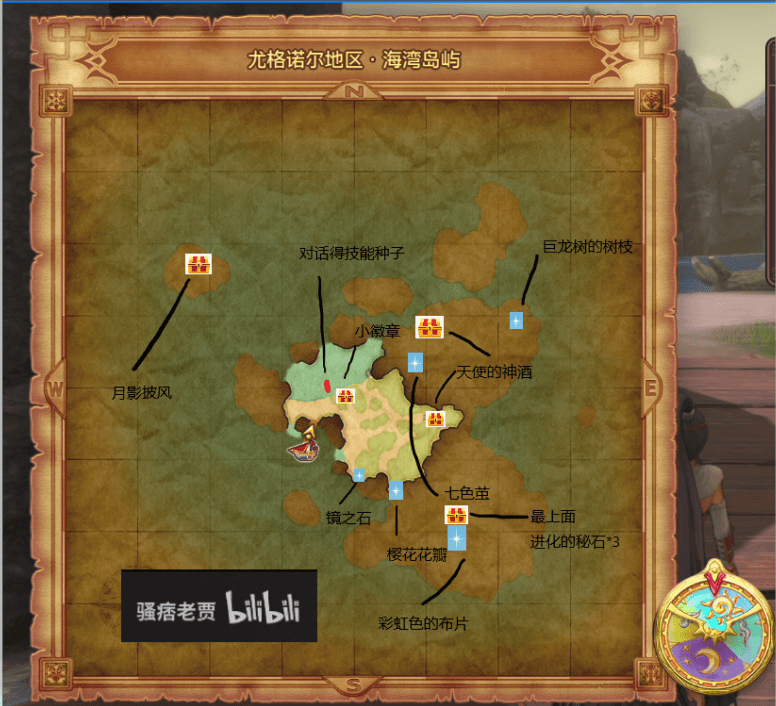 尤格诺尔地区·海湾岛屿
N
对话得技能种子
巨龙树的树枝
小徽章
天使的神酒
W
E
月影披风
七色茧
镜之石
最上面
进化的秘石*3
樱花花瓣
彩虹色的布片
骚痞老贾 bilibili
S